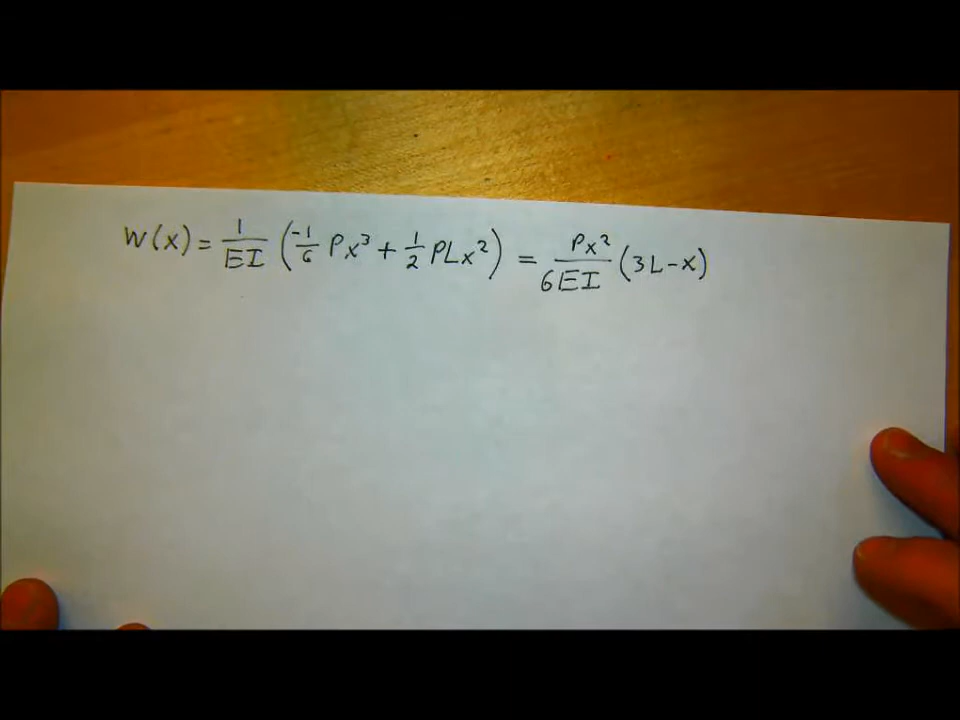 W(x) = 1/EI (-1/6 Px³ + 1/2 PLx²) = Px²/6EI (3L-x)